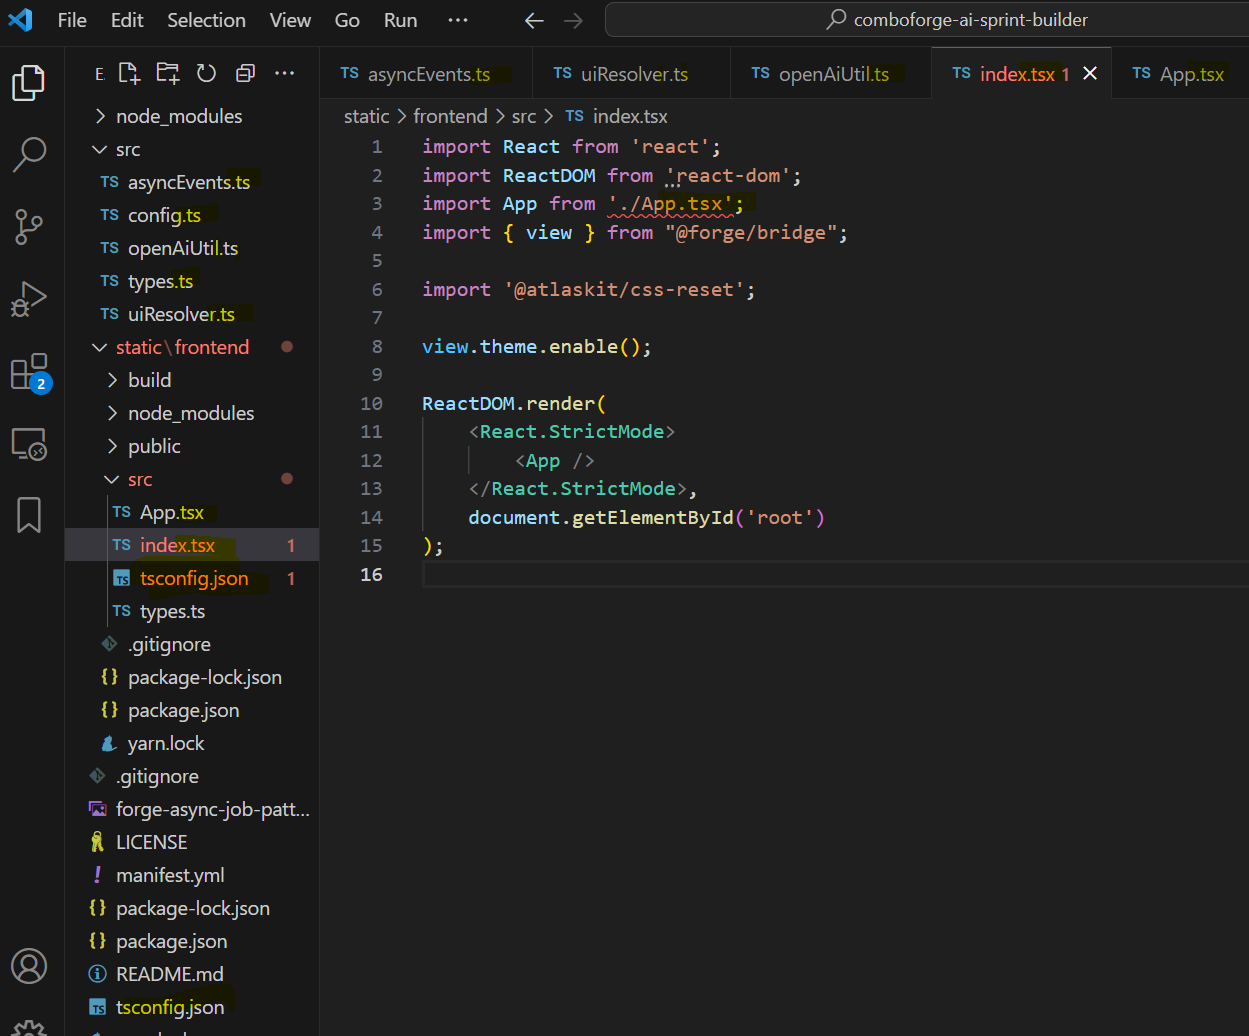 File Edit Selection View Go Run ··· comboforge-ai-sprint-builder
E.
TS asyncEvents.ts TS uiResolver.ts TS openAiUtil.ts TS index.tsx 1 TS App.tsx
static > frontend > src > TS index.tsx
node_modules
src
TS asyncEvents.ts
TS config.ts
TS openAiUtil.ts
TS types.ts
TS uiResolver.ts
static\frontend
build
node_modules
public
src
TS App.tsx
TS index.tsx 1
TS tsconfig.json 1
TS types.ts
.gitignore
{} package-lock.json
{} package.json
yarn.lock
.gitignore
forge-async-job-patt...
LICENSE
! manifest.yml
{} package-lock.json
{} package.json
README.md
TS tsconfig.json
2
1 import React from 'react';
2 import ReactDOM from 'react-dom';
3 import App from './App.tsx';
4 import { view } from "@forge/bridge";
5
6 import '@atlaskit/css-reset';
7
8 view.theme.enable();
9
10 ReactDOM.render(
11 <React.StrictMode>
12 <App />
13 </React.StrictMode>,
14 document.getElementById('root')
15 );
16